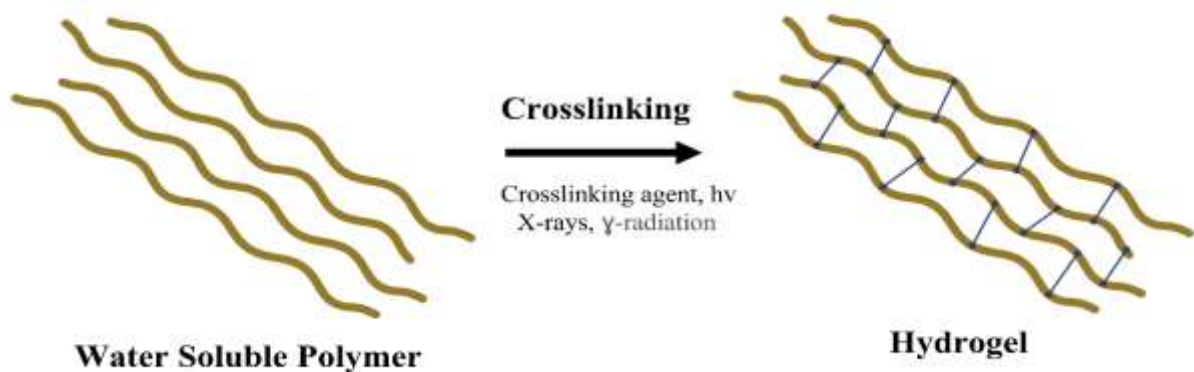 Crosslinking
Crosslinking agent, hν
X-rays, γ-radiation
Water Soluble Polymer
Hydrogel